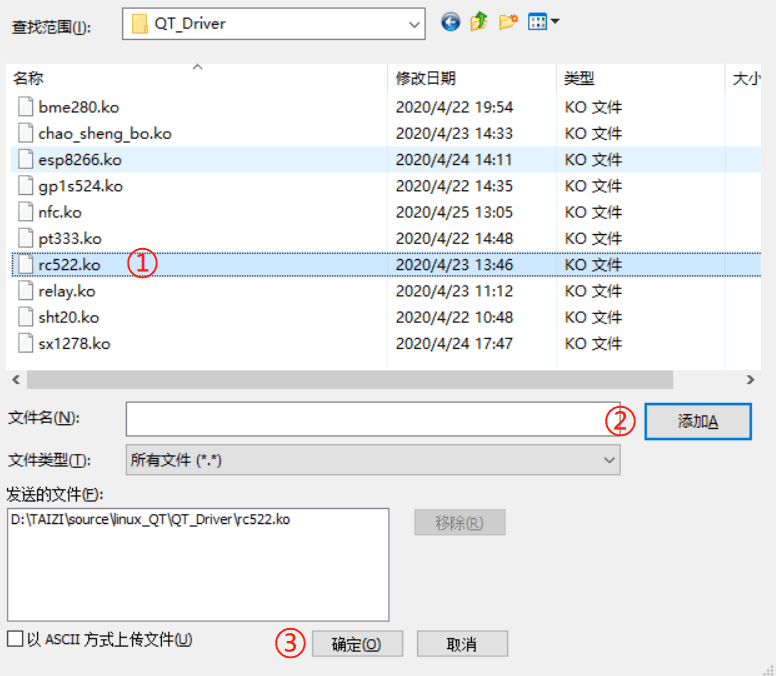 查找范围(I): QT_Driver
名称 修改日期 类型 大小
bme280.ko 2020/4/22 19:54 KO 文件
chao_sheng_bo.ko 2020/4/23 14:33 KO 文件
esp8266.ko 2020/4/24 14:11 KO 文件
gp1s524.ko 2020/4/22 14:35 KO 文件
nfc.ko 2020/4/25 13:05 KO 文件
pt333.ko 2020/4/22 14:48 KO 文件
rc522.ko ① 2020/4/23 13:46 KO 文件
relay.ko 2020/4/23 11:12 KO 文件
sht20.ko 2020/4/22 10:48 KO 文件
sx1278.ko 2020/4/24 17:47 KO 文件
文件名(N): ② 添加A
文件类型(T): 所有文件 (*.*)
发送的文件(F):
D:\TAIZI\source\linux_QT\QT_Driver\rc522.ko
移除(R)
以 ASCII 方式上传文件(U) ③ 确定(O) 取消